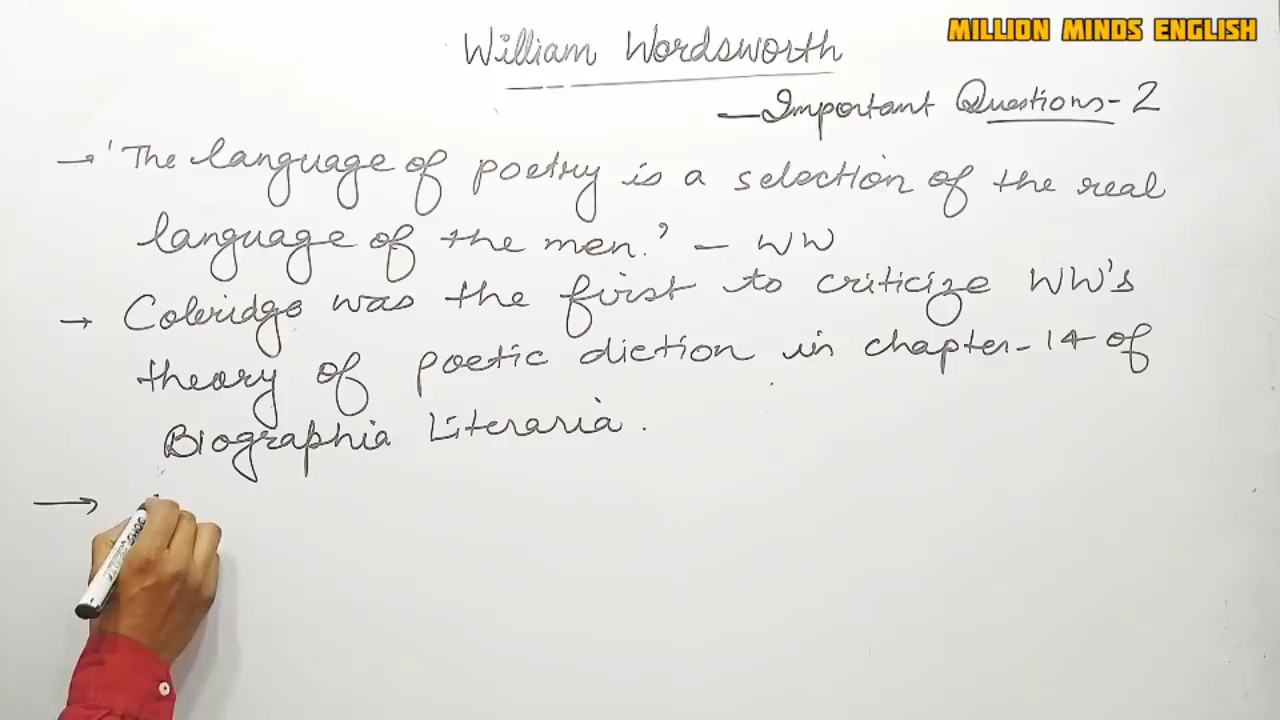 MILLION MINDS ENGLISH
William Wordsworth
— Important Questions - 2
→ 'The language of poetry is a selection of the real
language of the men.' — WW
→ Coleridge was the first to criticize WW's
theory of poetic diction in chapter-14 of
Biographia Literaria.
→